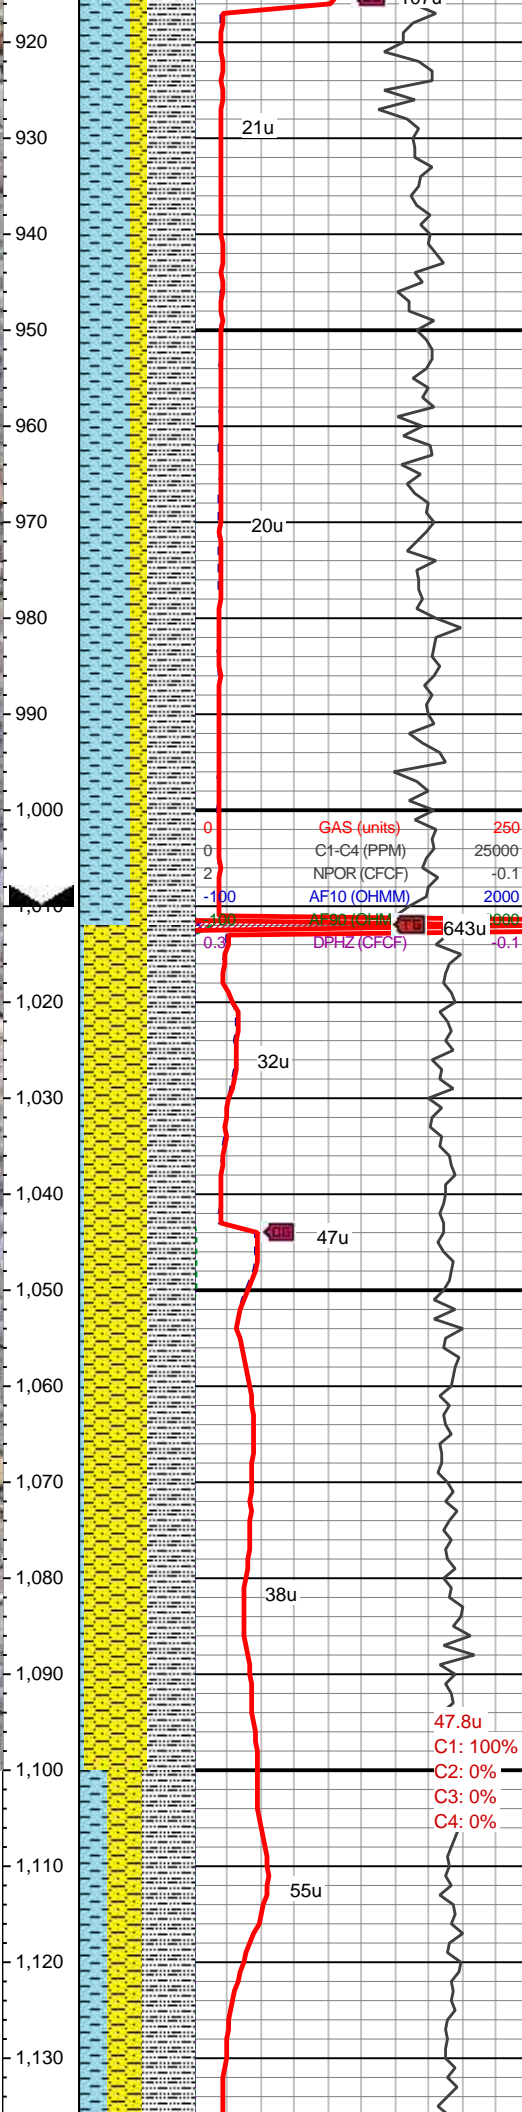 920
930
21u
940
950
960
970
20u
980
990
1,000
0 GAS (units) 250
0 C1-C4 (PPM) 25000
2 NPOR (CFCF) -0.1
-100 AF10 (OHMM) 2000
1,010
TG
643u
0.3 DPHZ (CFCF) -0.1
1,020
32u
1,030
1,040
47u
1,050
1,060
1,070
1,080
38u
1,090
47.8u
C1: 100%
1,100
C2: 0%
C3: 0%
C4: 0%
1,110
55u
1,120
1,130